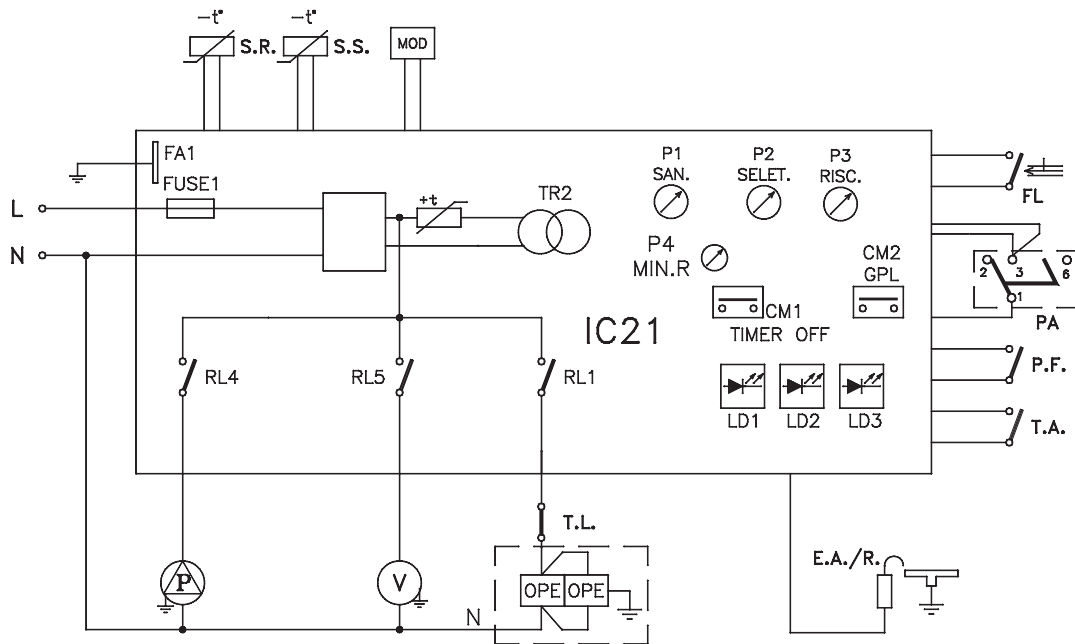 -t° -t°
S.R. S.S. MOD
FA1
FUSE1
L
N
+t
TR2
P1
SAN.
P2
SELET.
P3
RISC.
P4
MIN.R
CM2
GPL
CM1
TIMER OFF
IC21
FL
2 3 6
1
PA
P.F.
T.A.
RL4 RL5 RL1
LD1 LD2 LD3
T.L.
P V
OPE OPE
N
E.A./R.